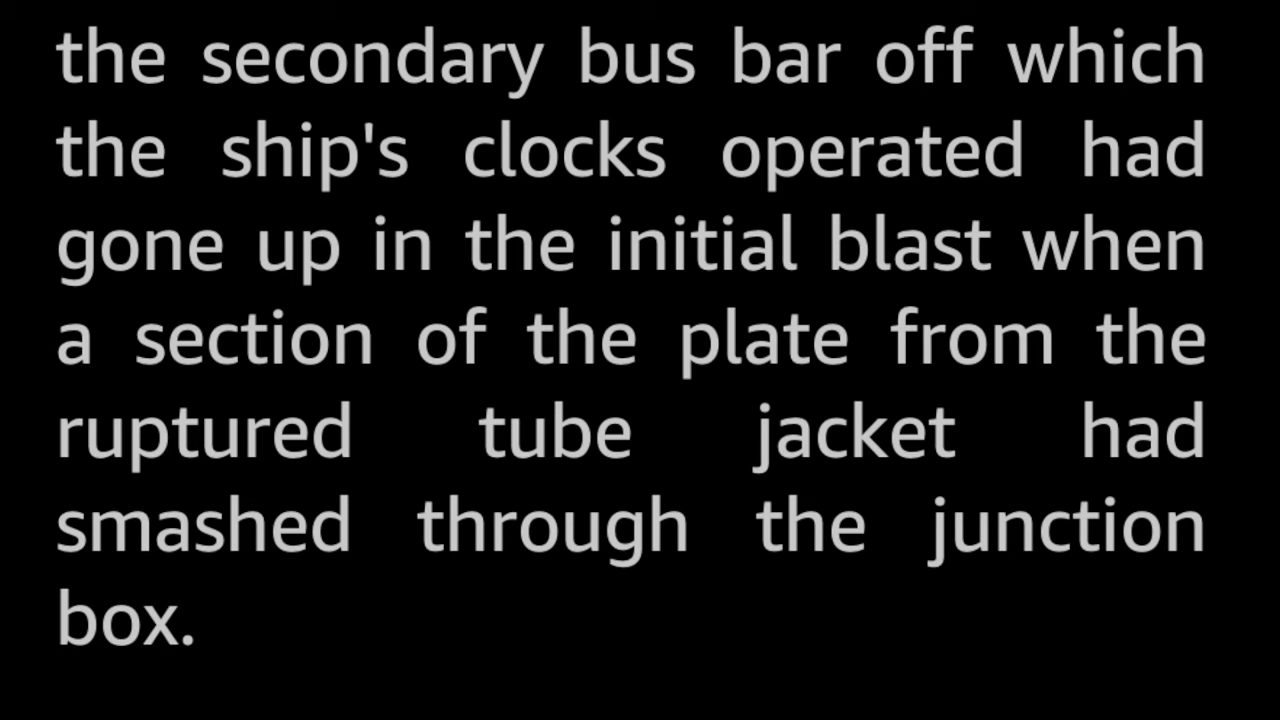 the secondary bus bar off which
the ship's clocks operated had
gone up in the initial blast when
a section of the plate from the
ruptured tube jacket had
smashed through the junction
box.